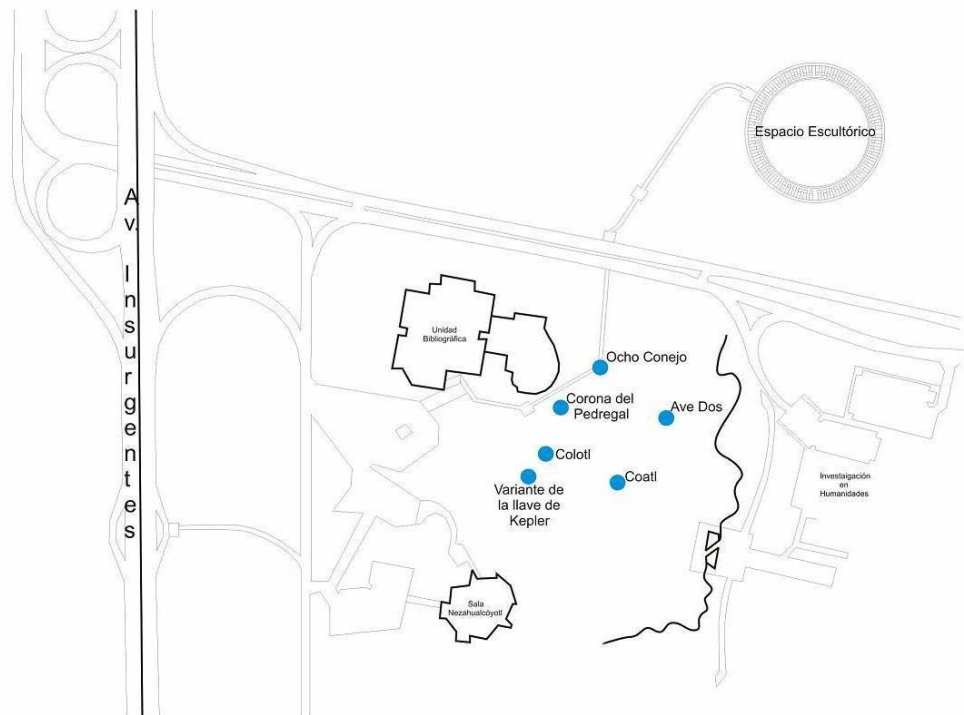 Espacio Escultórico
Av. Insurgentes
Unidad
Bibliográfica
Ocho Conejo
Corona del
Pedregal
Ave Dos
Colotl
Coatl
Variante de
la llave de
Kepler
Investaigación
en
Humanidades
Sala
Nezahualcóyotl